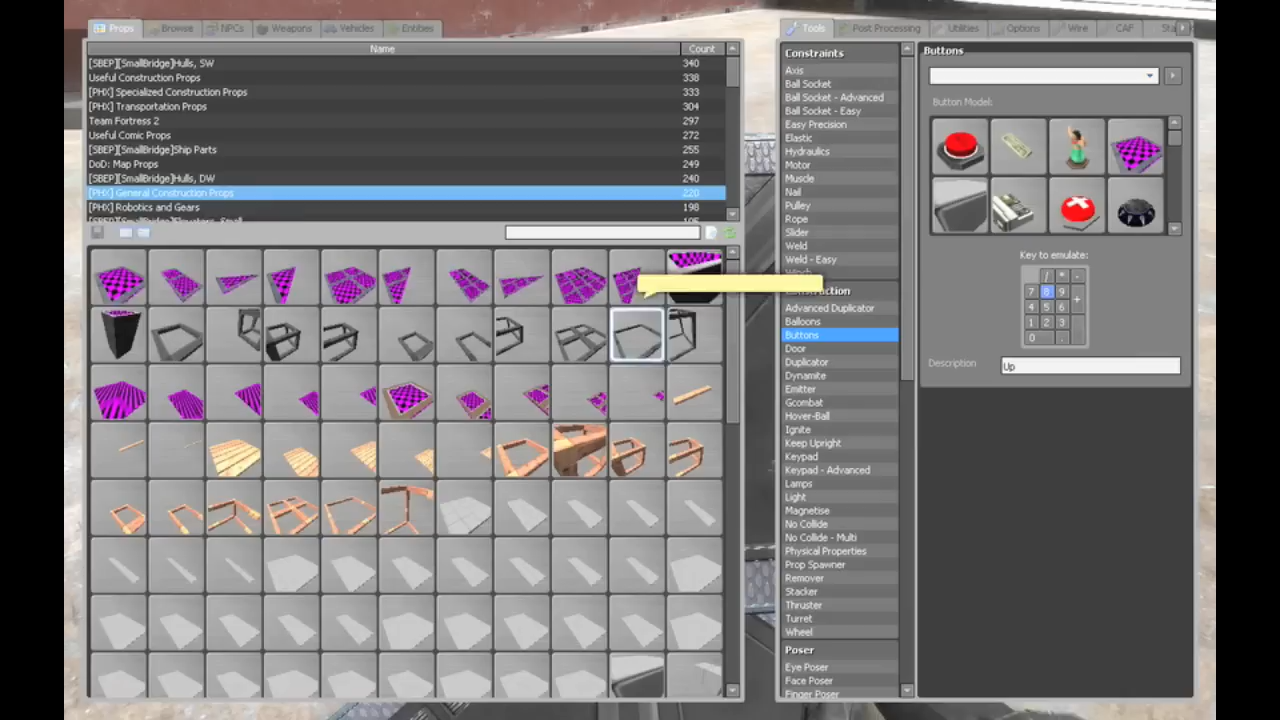 Props
Browse
NPCs
Weapons
Vehicles
Entities
Name
Count
[SBEP][SmallBridge]Hulls, SW 340
Useful Construction Props 338
[PHX] Specialized Construction Props 333
[PHX] Transportation Props 304
Team Fortress 2 297
Useful Comic Props 272
[SBEP][SmallBridge]Ship Parts 255
DoD: Map Props 249
[SBEP][SmallBridge]Hulls, DW 240
[PHX] General Construction Props 220
[PHX] Robotics and Gears 198
Tools
Post Processing
Utilities
Options
Wire
CAF
Constraints
Axis
Ball Socket
Ball Socket - Advanced
Ball Socket - Easy
Easy Precision
Elastic
Hydraulics
Motor
Muscle
Nail
Pulley
Rope
Slider
Weld
Weld - Easy
Winch
Construction
Advanced Duplicator
Balloons
Buttons
Door
Duplicator
Dynamite
Emitter
Gcombat
Hover-Ball
Ignite
Keep Upright
Keypad
Keypad - Advanced
Lamps
Light
Magnetise
No Collide
No Collide - Multi
Physical Properties
Prop Spawner
Remover
Stacker
Thruster
Turret
Wheel
Poser
Eye Poser
Face Poser
Finger Poser
Buttons
Button Model:
Key to emulate:
/ * -
7 8 9
+
4 5 6
1 2 3
0 .
Description Up